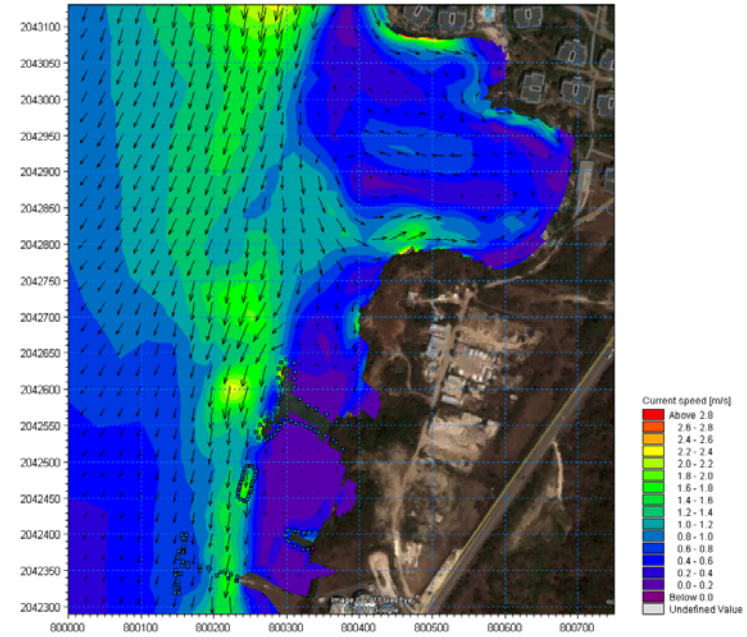 2043100
2043050
2043000
2042950
2042900
2042850
2042800
2042750
2042700
2042650
2042600
2042550
2042500
2042450
2042400
2042350
2042300
800000 800100 800200 800300 800400 800500 800600 800700
Google
Current speed [m/s]
Above 2.8
2.6 - 2.8
2.4 - 2.6
2.2 - 2.4
2.0 - 2.2
1.8 - 2.0
1.6 - 1.8
1.4 - 1.6
1.2 - 1.4
1.0 - 1.2
0.8 - 1.0
0.6 - 0.8
0.4 - 0.6
0.2 - 0.4
0.0 - 0.2
Below 0.0
Undefined Value